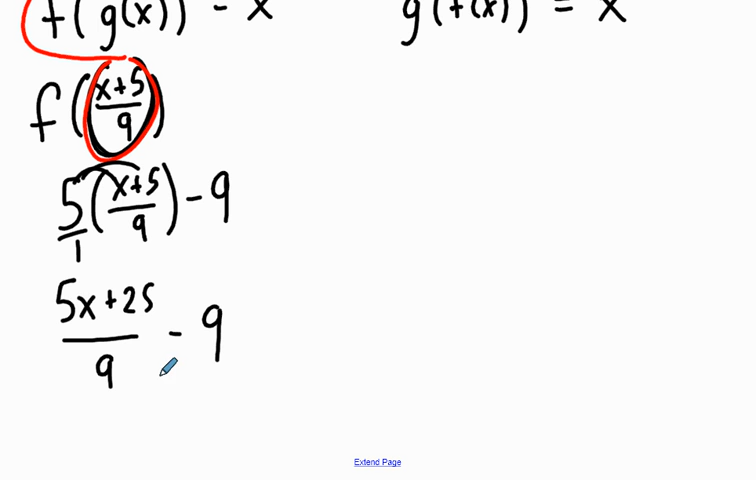 f(g(x)) = x g(f(x)) = x
f((x+5)/9)
5/1((x+5)/9) - 9
(5x+25)/9 - 9
Extend Page